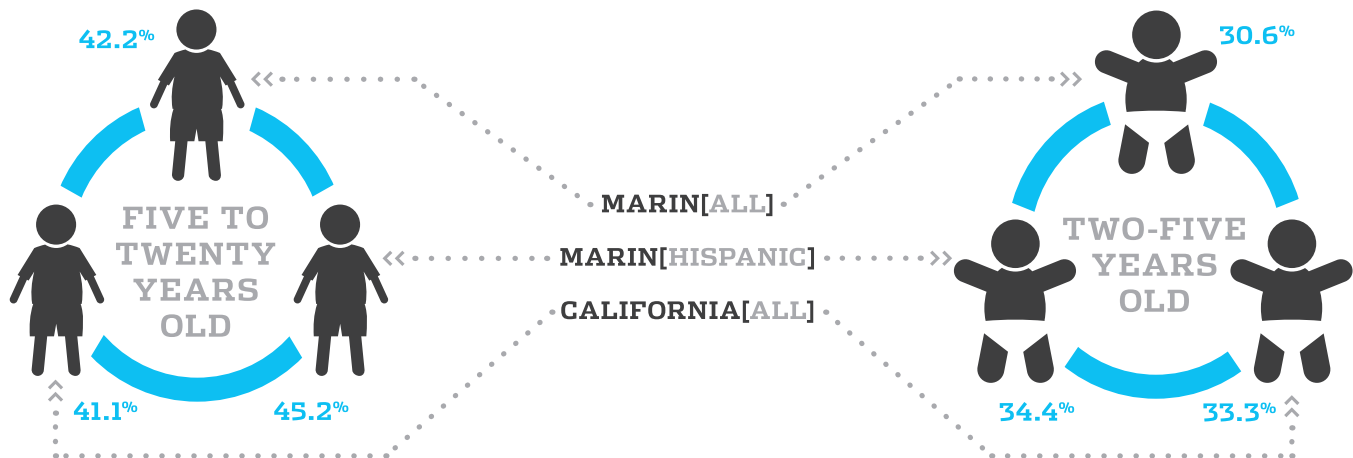 42.2%
FIVE TO
TWENTY
YEARS
OLD
41.1%
45.2%
MARIN[ALL]
MARIN[HISPANIC]
CALIFORNIA[ALL]
30.6%
TWO-FIVE
YEARS
OLD
34.4%
33.3%